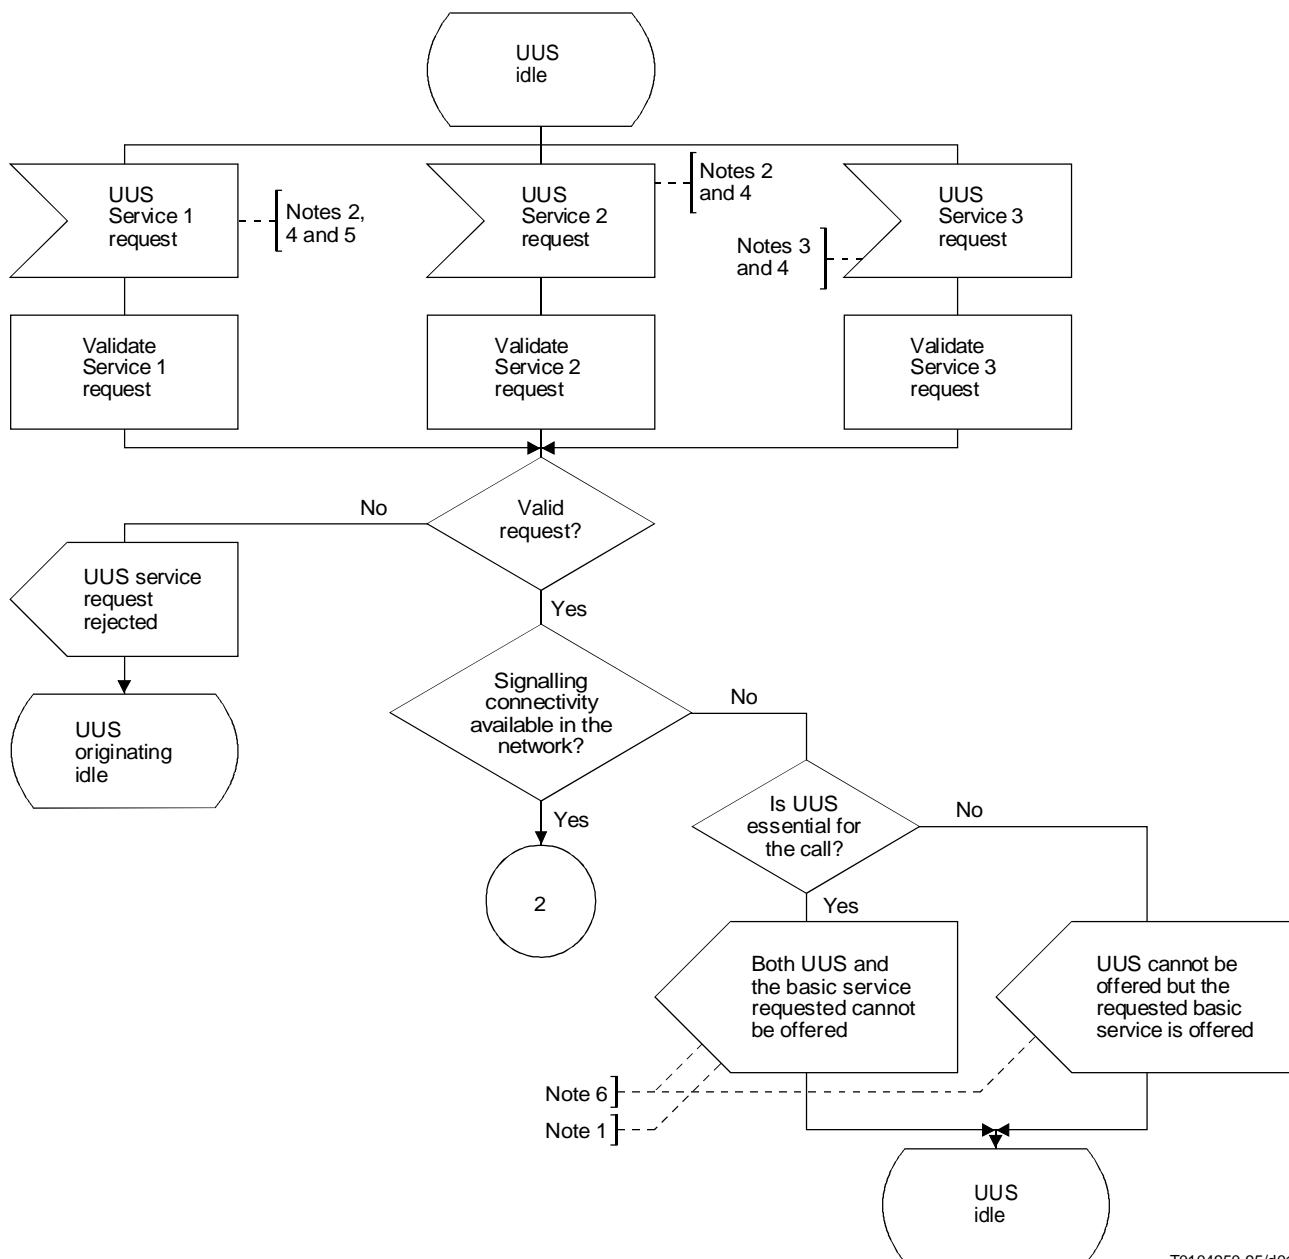 UUS
idle
UUS
Service 1
request
Notes 2,
4 and 5
UUS
Service 2
request
Notes 2
and 4
UUS
Service 3
request
Notes 3
and 4
Validate
Service 1
request
Validate
Service 2
request
Validate
Service 3
request
Valid
request?
No
Yes
UUS service
request
rejected
UUS
originating
idle
Signalling
connectivity
available in the
network?
No
Yes
2
Is UUS
essential for
the call?
No
Yes
Both UUS and
the basic service
requested cannot
be offered
UUS cannot be
offered but the
requested basic
service is offered
Note 6
Note 1
UUS
idle